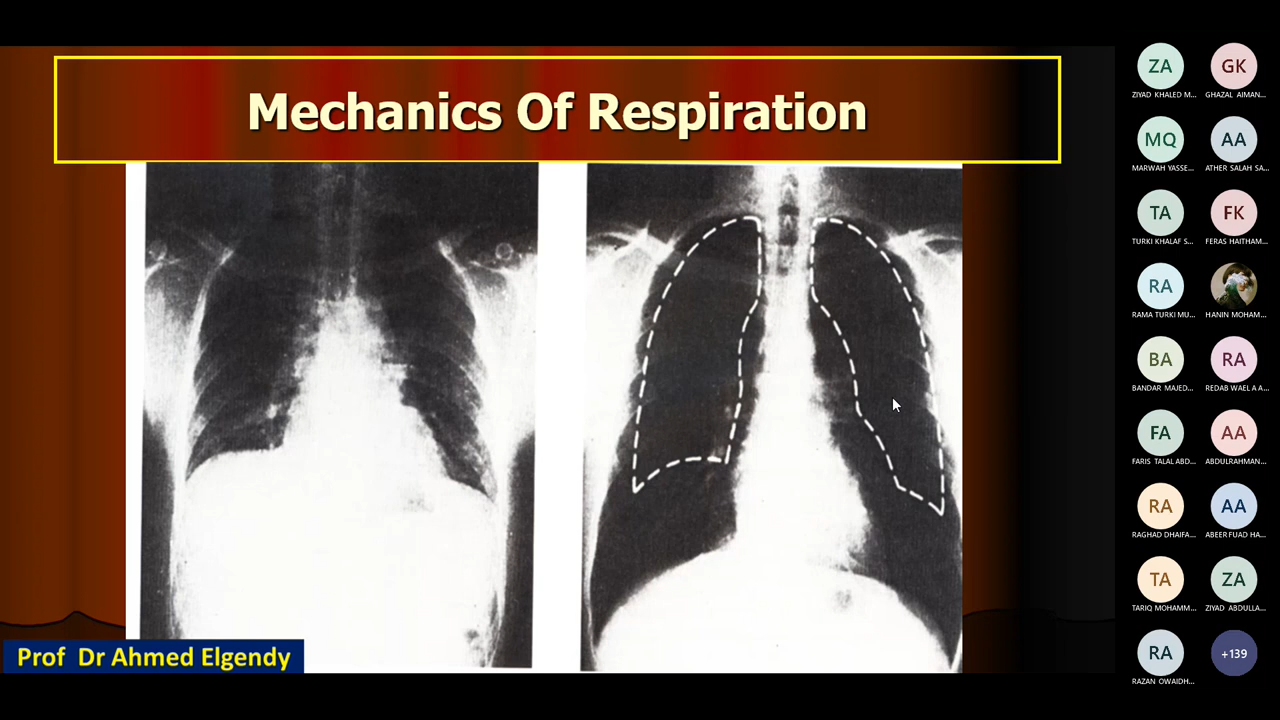 Mechanics Of Respiration
Prof Dr Ahmed Elgendy
ZA
ZIYAD KHALED M...
GK
GHAZAL AIMAN...
MQ
MARWAH YASSE...
AA
ATHER SALAH SA...
TA
TURKI KHALAF S...
FK
FERAS HAITHAM...
RA
RAMA TURKI MU...
HANIN MOHAM...
BA
BANDAR MAJED...
RA
REDAB WAEL A A...
FA
FARIS TALAL ABD...
AA
ABDULRAHMAN...
RA
RAGHAD DHAIFA...
AA
ABEER FUAD HA...
TA
TARIQ MOHAMM...
ZA
ZIYAD ABDULLA...
RA
RAZAN OWAIDH...
+139